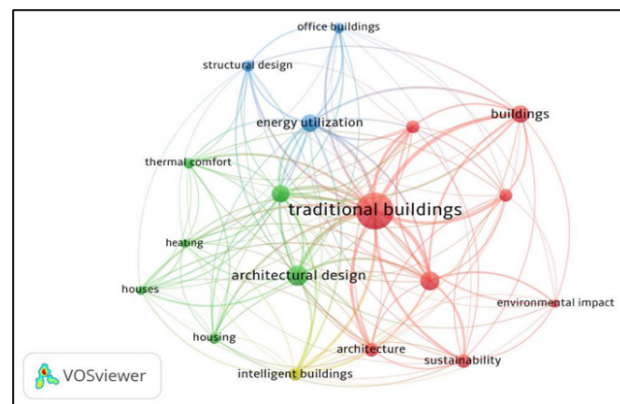 office buildings
structural design
buildings
energy utilization
thermal comfort
traditional buildings
heating
architectural design
houses
environmental impact
housing
architecture
sustainability
intelligent buildings
VOSviewer